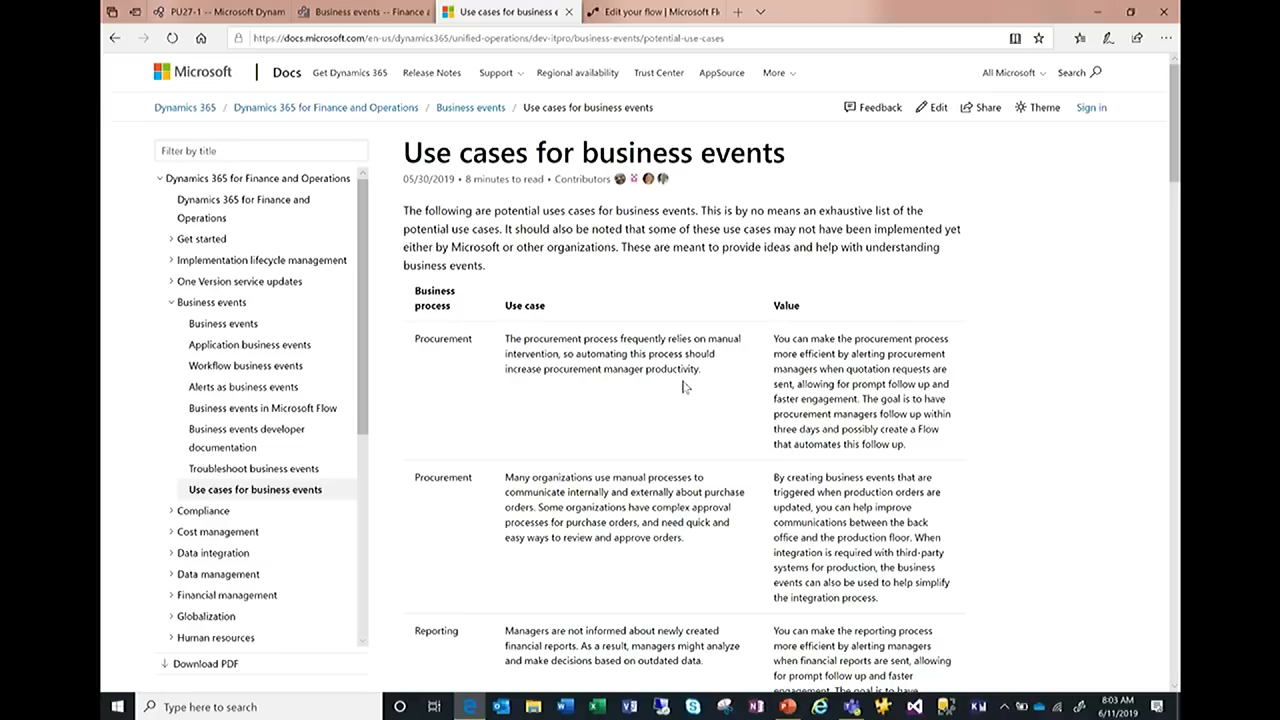 PU27-1 -- Microsoft Dynam
Business events -- Finance a
Use cases for business e
Edit your flow | Microsoft Fl
https://docs.microsoft.com/en-us/dynamics365/unified-operations/dev-itpro/business-events/potential-use-cases
Microsoft
Docs
Get Dynamics 365
Release Notes
Support
Regional availability
Trust Center
AppSource
More
All Microsoft
Search
Dynamics 365 / Dynamics 365 for Finance and Operations / Business events / Use cases for business events
Feedback
Edit
Share
Theme
Sign in
Filter by title
Dynamics 365 for Finance and Operations
Dynamics 365 for Finance and
Operations
Get started
Implementation lifecycle management
One Version service updates
Business events
Business events
Application business events
Workflow business events
Alerts as business events
Business events in Microsoft Flow
Business events developer
documentation
Troubleshoot business events
Use cases for business events
Compliance
Cost management
Data integration
Data management
Financial management
Globalization
Human resources
Download PDF
Use cases for business events
05/30/2019 • 8 minutes to read • Contributors
The following are potential uses cases for business events. This is by no means an exhaustive list of the
potential use cases. It should also be noted that some of these use cases may not have been implemented yet
either by Microsoft or other organizations. These are meant to provide ideas and help with understanding
business events.
Business
process
Use case
Value
Procurement
The procurement process frequently relies on manual
intervention, so automating this process should
increase procurement manager productivity.
You can make the procurement process
more efficient by alerting procurement
managers when quotation requests are
sent, allowing for prompt follow up and
faster engagement. The goal is to have
procurement managers follow up within
three days and possibly create a Flow
that automates this follow up.
Procurement
Many organizations use manual processes to
communicate internally and externally about purchase
orders. Some organizations have complex approval
processes for purchase orders, and need quick and
easy ways to review and approve orders.
By creating business events that are
triggered when production orders are
updated, you can help improve
communications between the back
office and the production floor. When
integration is required with third-party
systems for production, the business
events can also be used to help simplify
the integration process.
Reporting
Managers are not informed about newly created
financial reports. As a result, managers might analyze
and make decisions based on outdated data.
You can make the reporting process
more efficient by alerting managers
when financial reports are sent, allowing
for prompt follow up and faster
engagement. The goal is to have
Type here to search
8:03 AM
6/11/2019